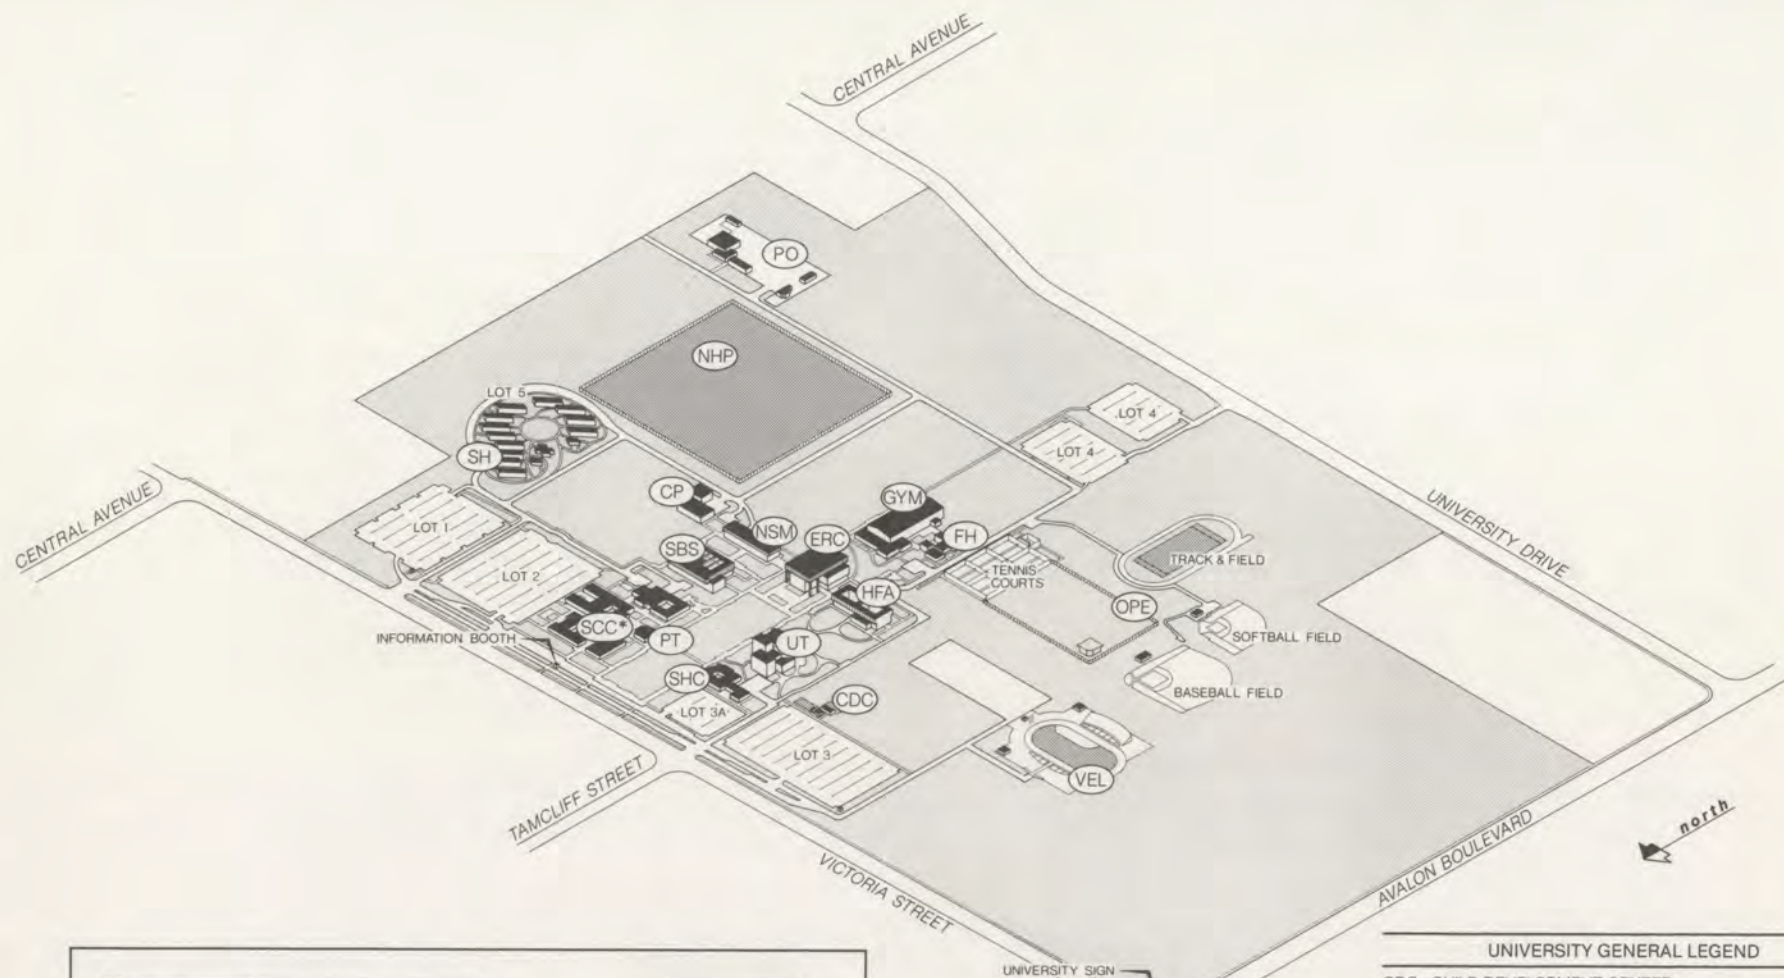 CENTRAL AVENUE
PO
NHP
LOT 5
LOT 4
LOT 4
SH
CP
GYM
CENTRAL AVENUE
LOT 1
NSM
ERC
FH
UNIVERSITY DRIVE
SBS
TRACK & FIELD
LOT 2
TENNIS
COURTS
HFA
OPE
SCC*
PT
UT
INFORMATION BOOTH
SOFTBALL FIELD
SHC
CDC
BASEBALL FIELD
LOT 3A
LOT 3
VEL
TAMCLIFF STREET
north
VICTORIA STREET
AVALON BOULEVARD
UNIVERSITY GENERAL LEGEND
UNIVERSITY SIGN